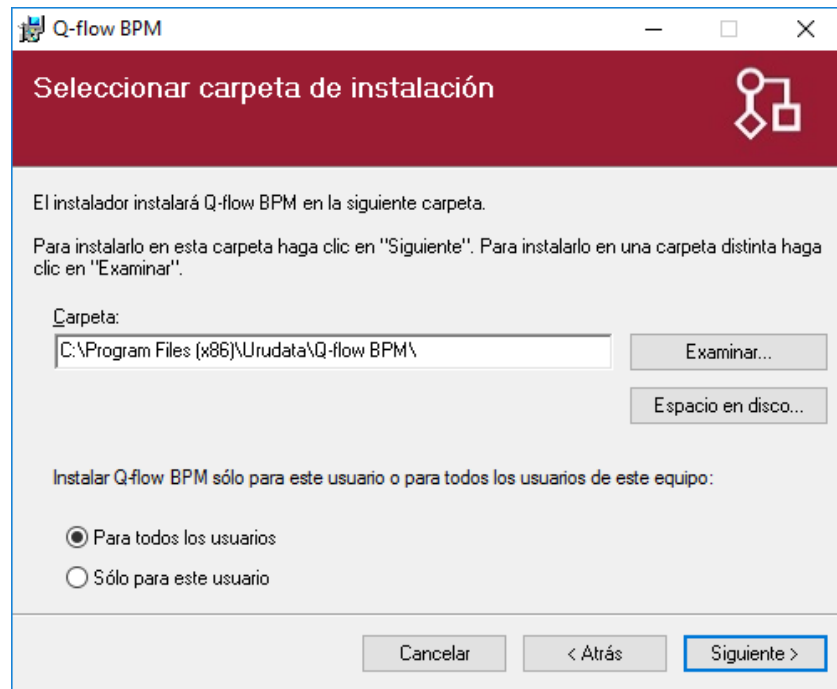 Q-flow BPM
Seleccionar carpeta de instalación
El instalador instalará Q-flow BPM en la siguiente carpeta.
Para instalarlo en esta carpeta haga clic en "Siguiente". Para instalarlo en una carpeta distinta haga
clic en "Examinar".
Carpeta:
C:\Program Files (x86)\Urudata\Q-flow BPM\
Examinar...
Espacio en disco...
Instalar Q-flow BPM sólo para este usuario o para todos los usuarios de este equipo:
Para todos los usuarios
Sólo para este usuario
Cancelar
< Atrás
Siguiente >